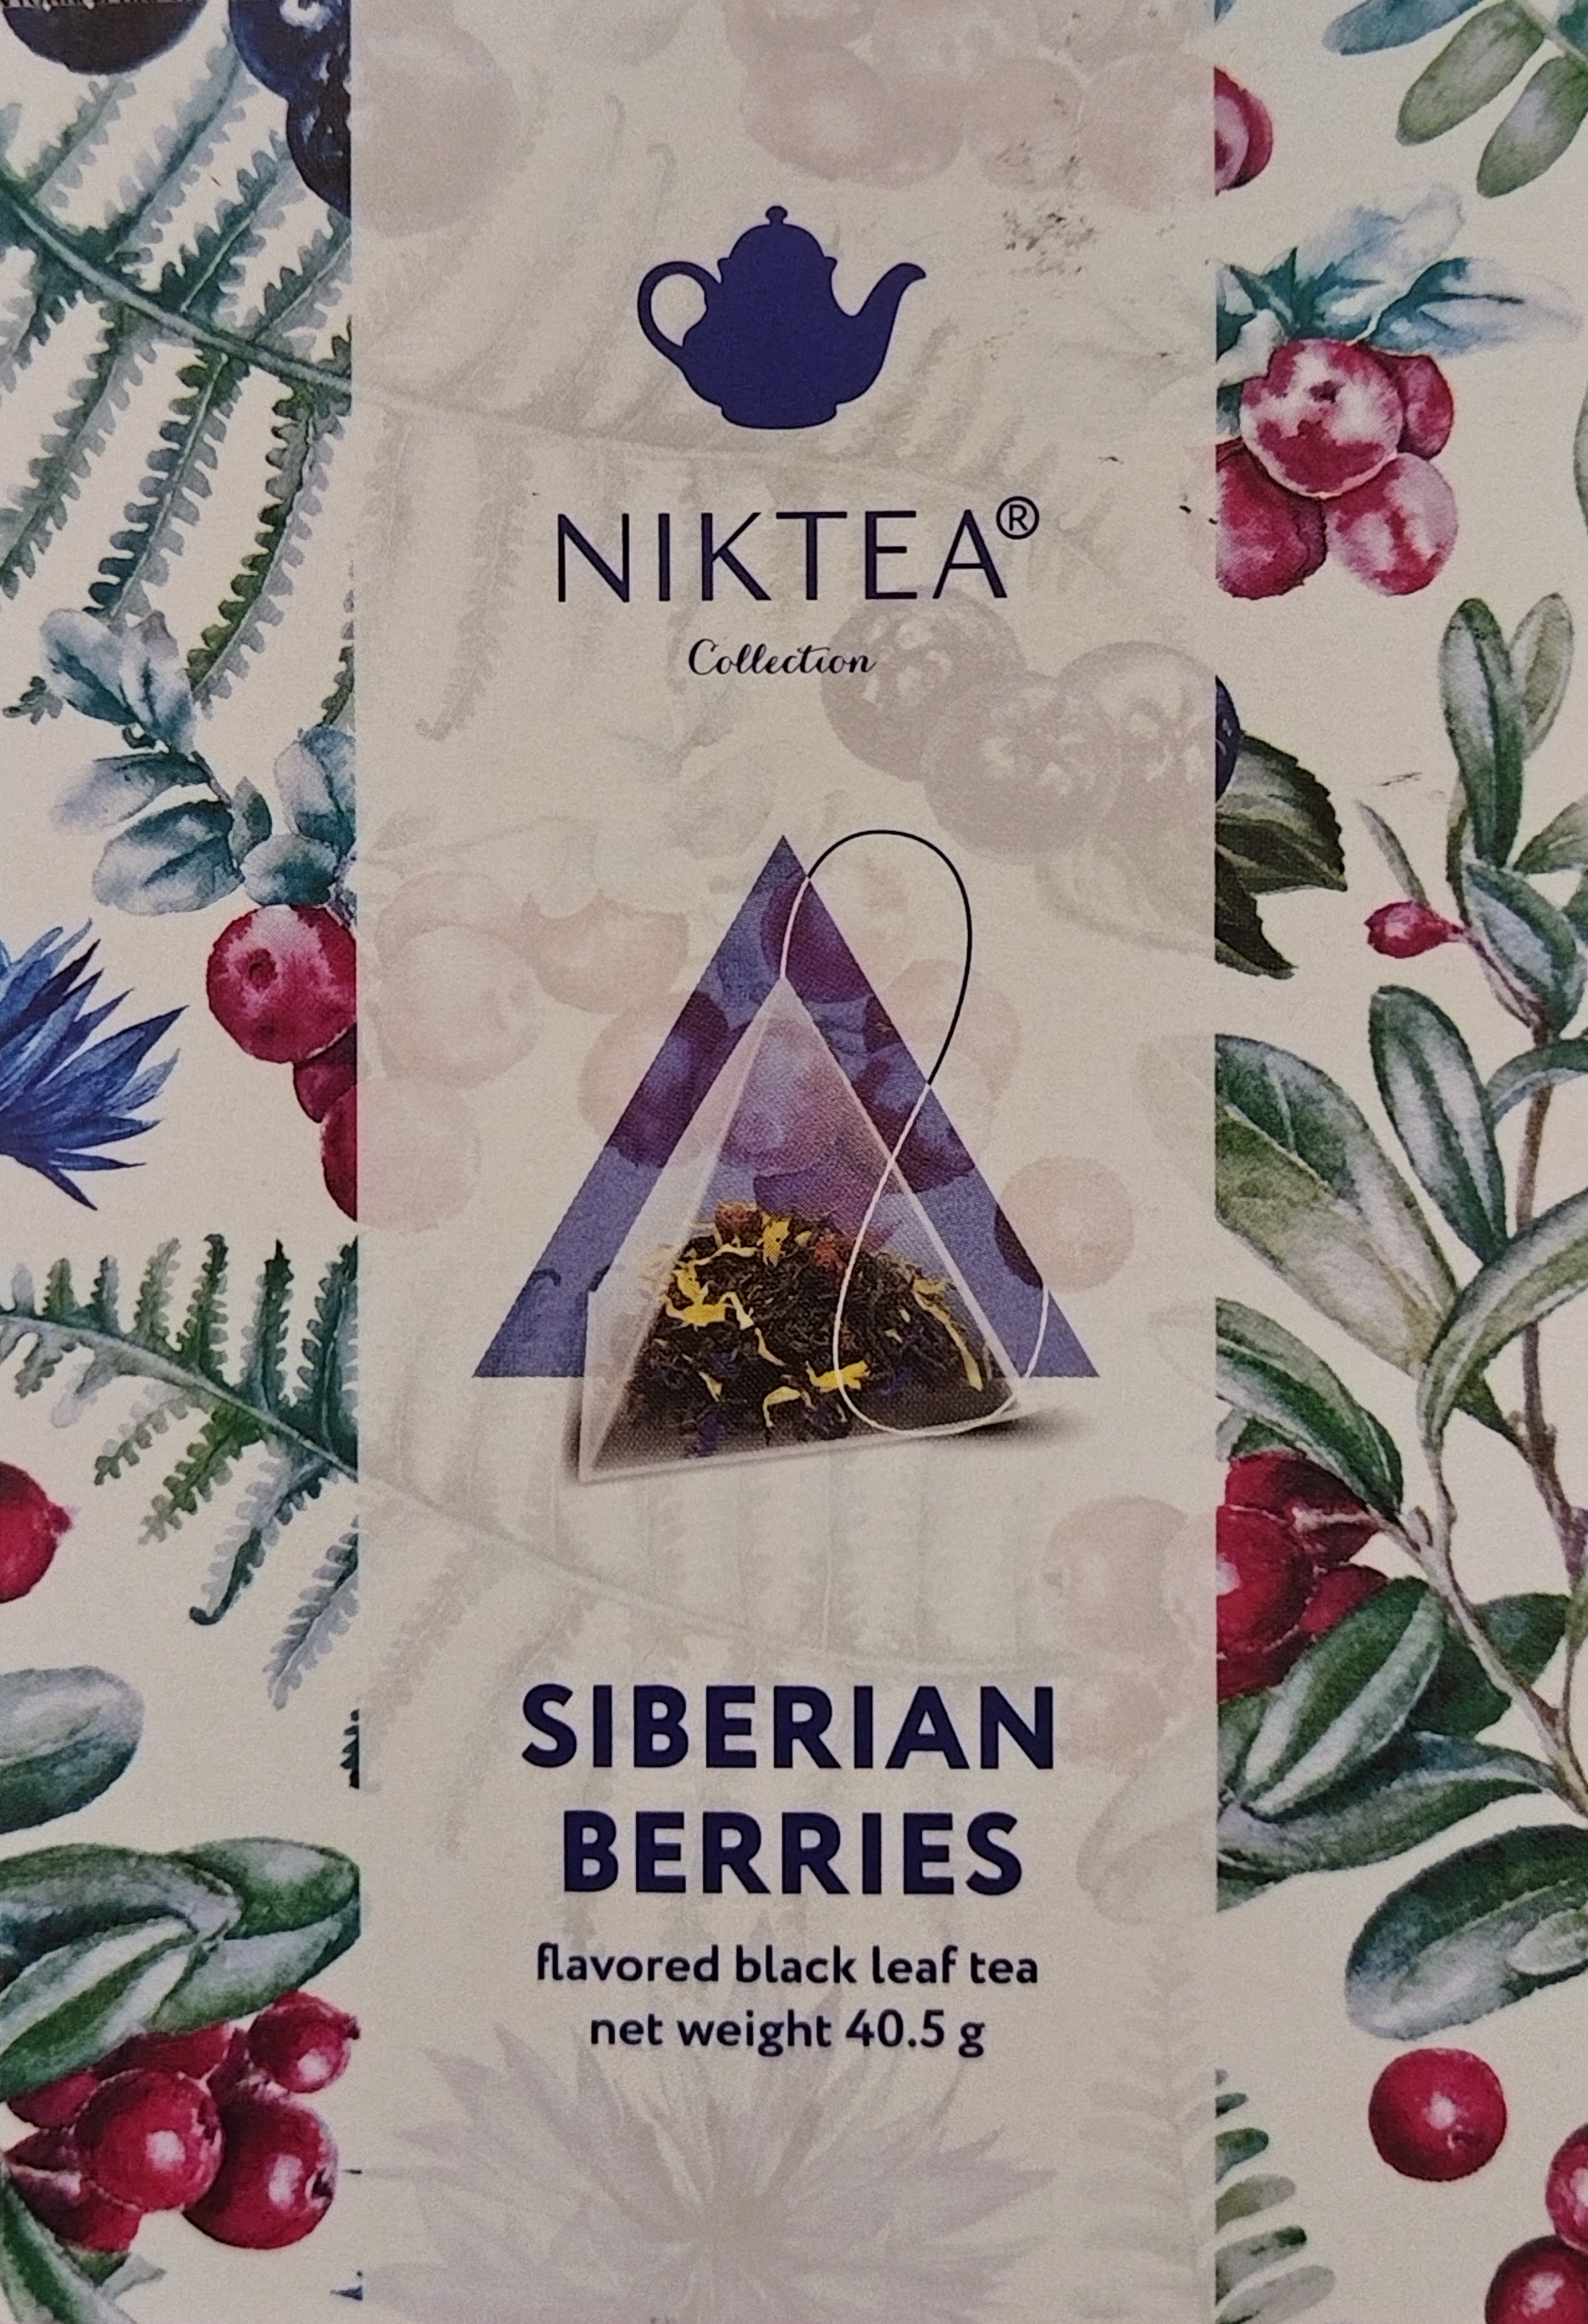 NIKTEA®
Collection
SIBERIAN
BERRIES
flavored black leaf tea
net weight 40.5 g